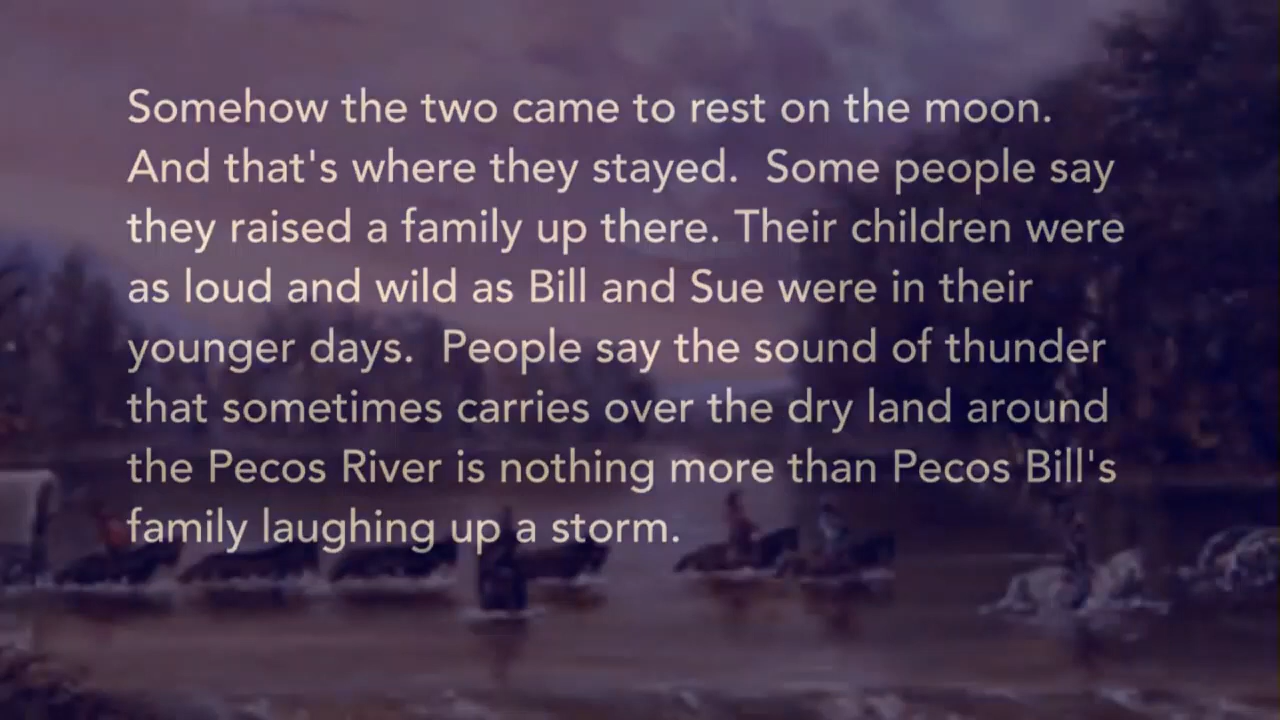 Somehow the two came to rest on the moon.
And that's where they stayed.  Some people say
they raised a family up there. Their children were
as loud and wild as Bill and Sue were in their
younger days.  People say the sound of thunder
that sometimes carries over the dry land around
the Pecos River is nothing more than Pecos Bill's
family laughing up a storm.